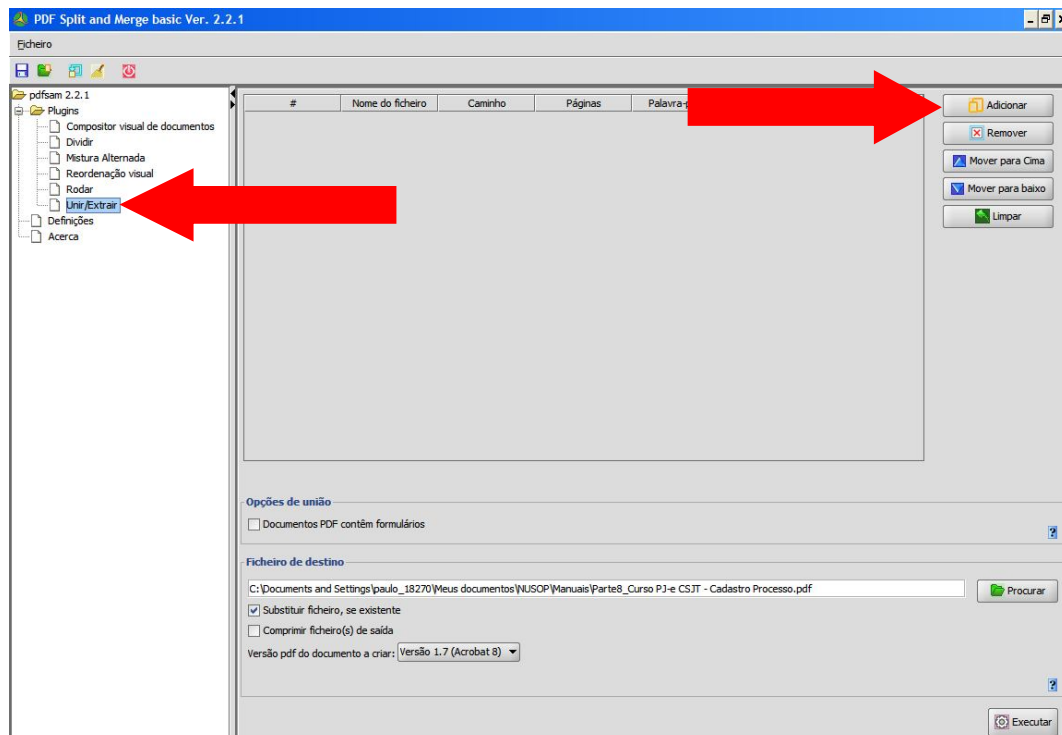 PDF Split and Merge basic Ver. 2.2.1
Ficheiro
pdfsam 2.2.1
Plugins
Compositor visual de documentos
Dividir
Mistura Alternada
Reordenação visual
Rodar
Unir/Extrair
Definições
Acerca
# Nome do ficheiro Caminho Páginas
Adicionar
Remover
Mover para Cima
Mover para baixo
Limpar
Opções de união
Documentos PDF contêm formulários
Ficheiro de destino
C:\Documents and Settings\paulo_18270\Meus documentos\NUSOP\Manuais\Parte8_Curso PJ-e CSJT - Cadastro Processo.pdf
Procurar
Substituir ficheiro, se existente
Comprimir ficheiro(s) de saída
Versão pdf do documento a criar: Versão 1.7 (Acrobat 8)
Executar